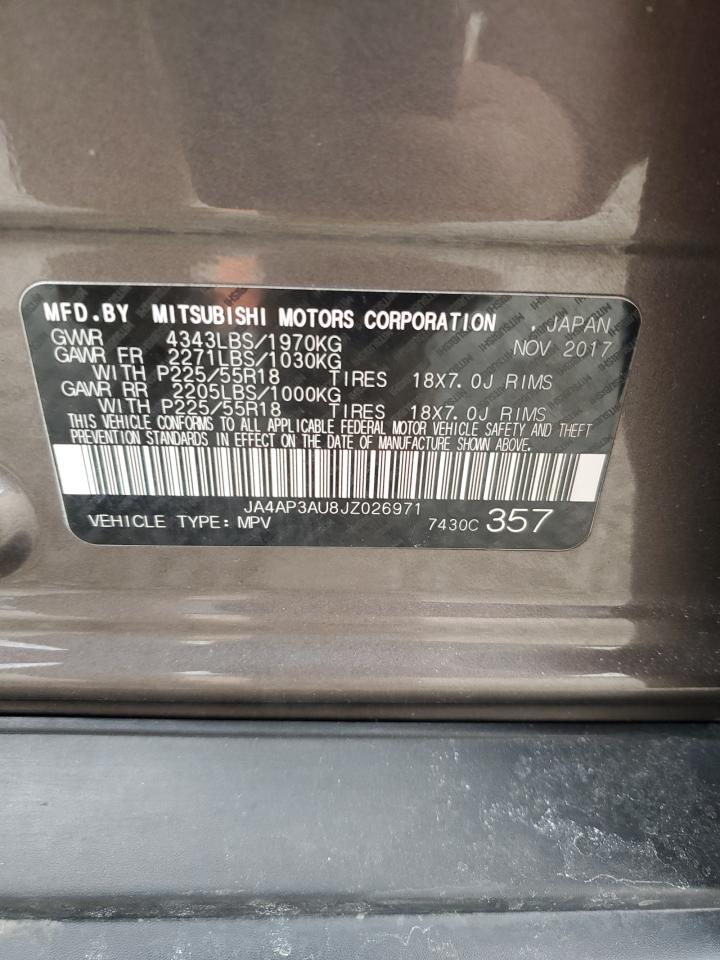 MFD.BY MITSUBISHI MOTORS CORPORATION , JAPAN
GVWR 4343LBS/1970KG NOV 2017
GAWR FR 2271LBS/1030KG
WITH P225/55R18 TIRES 18X7.0J RIMS
GAWR RR 2205LBS/1000KG
WITH P225/55R18 TIRES 18X7.0J RIMS
THIS VEHICLE CONFORMS TO ALL APPLICABLE FEDERAL MOTOR VEHICLE SAFETY AND THEFT
PREVENTION STANDARDS IN EFFECT ON THE DATE OF MANUFACTURE SHOWN ABOVE.
JA4AP3AU8JZ026971
VEHICLE TYPE: MPV 7430C 357